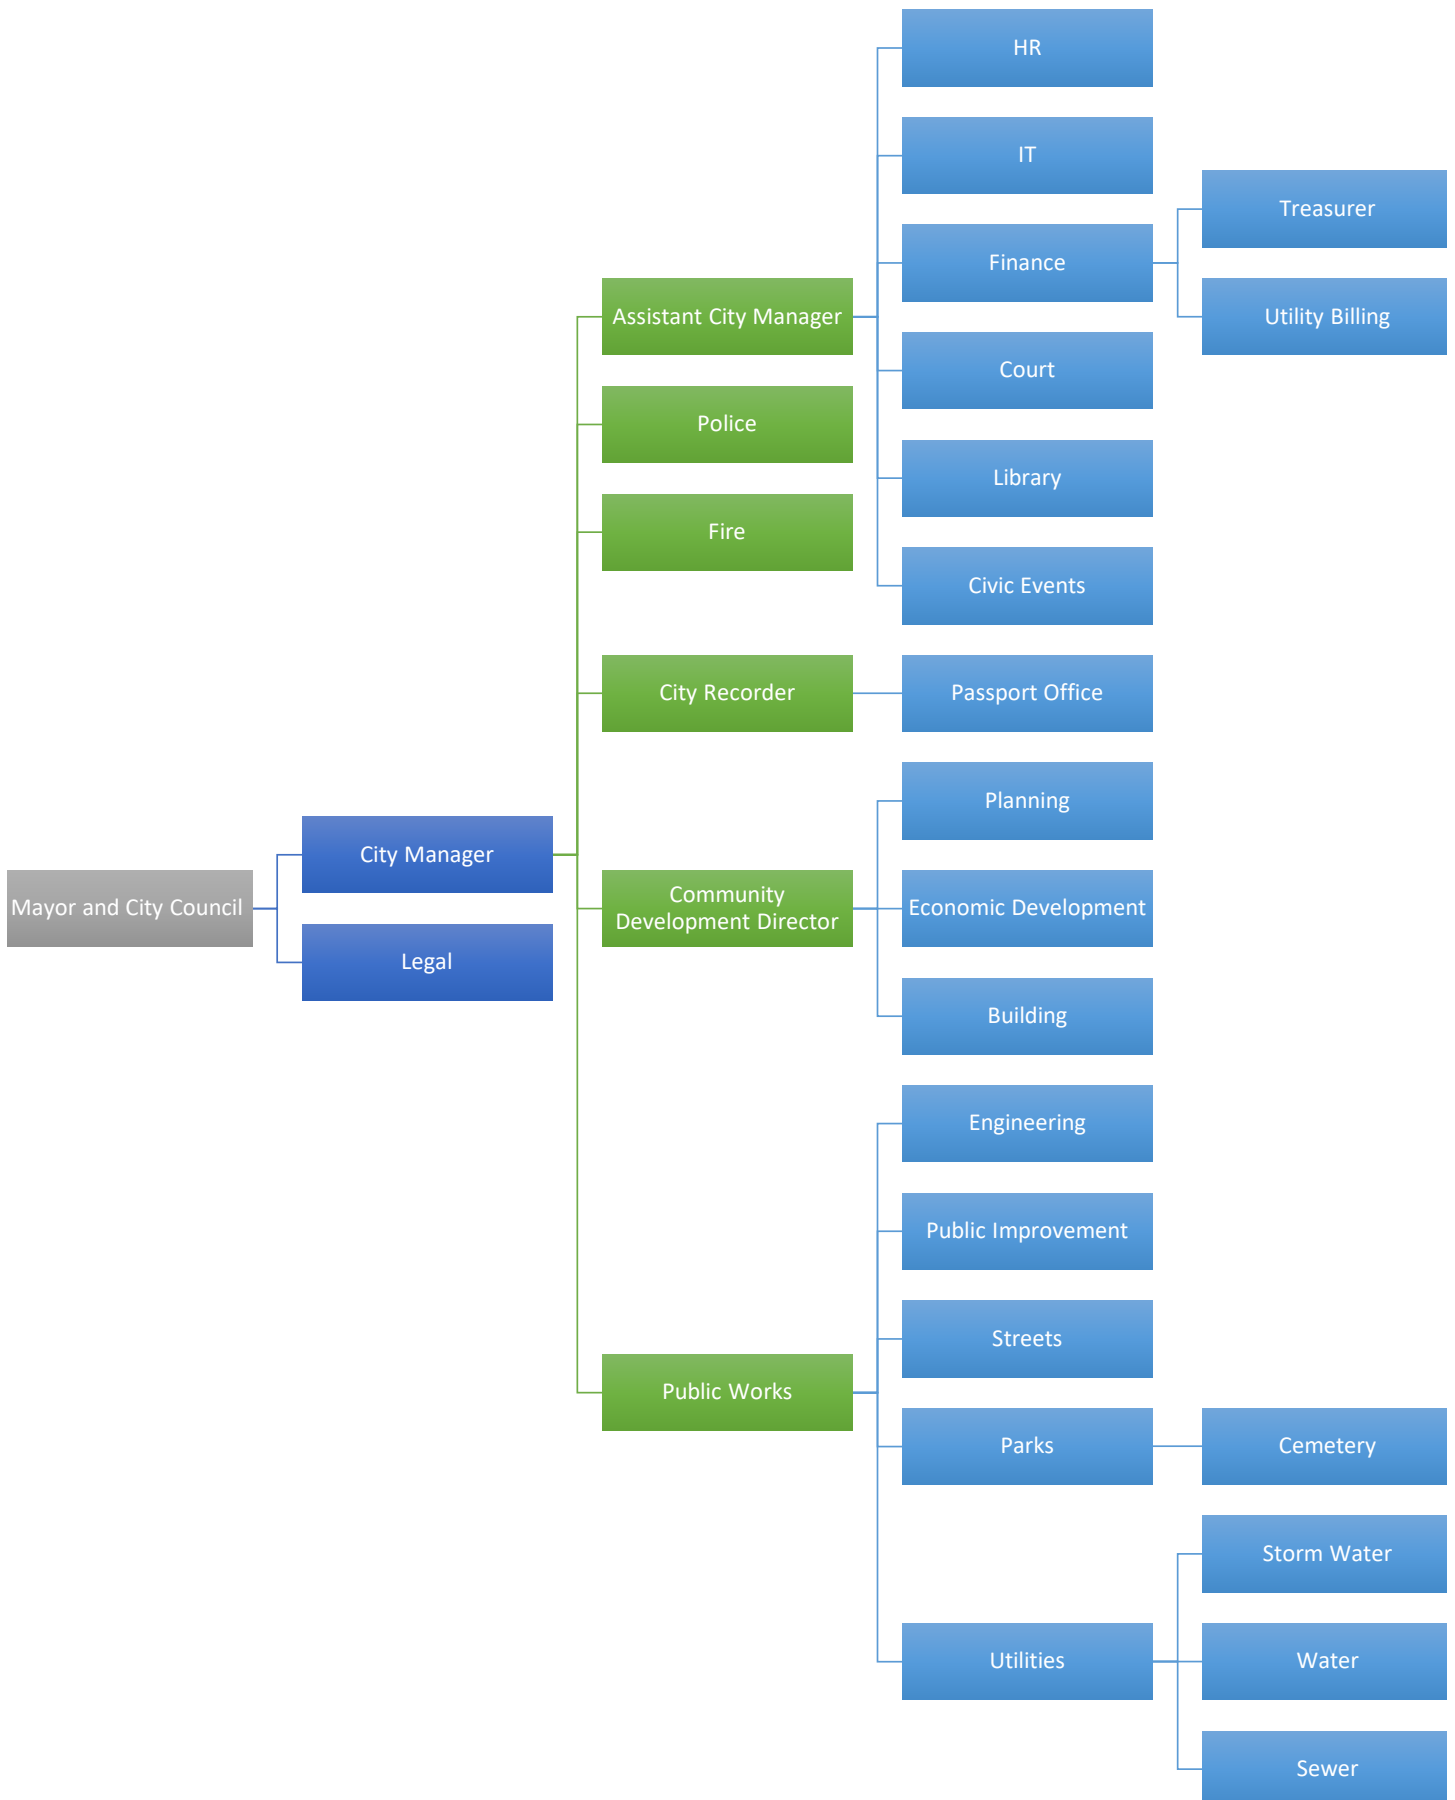 Mayor and City Council
City Manager
Legal
Assistant City Manager
Police
Fire
City Recorder
Community
Development Director
Public Works
HR
IT
Finance
Court
Library
Civic Events
Passport Office
Planning
Economic Development
Building
Engineering
Public Improvement
Streets
Parks
Utilities
Treasurer
Utility Billing
Cemetery
Storm Water
Water
Sewer